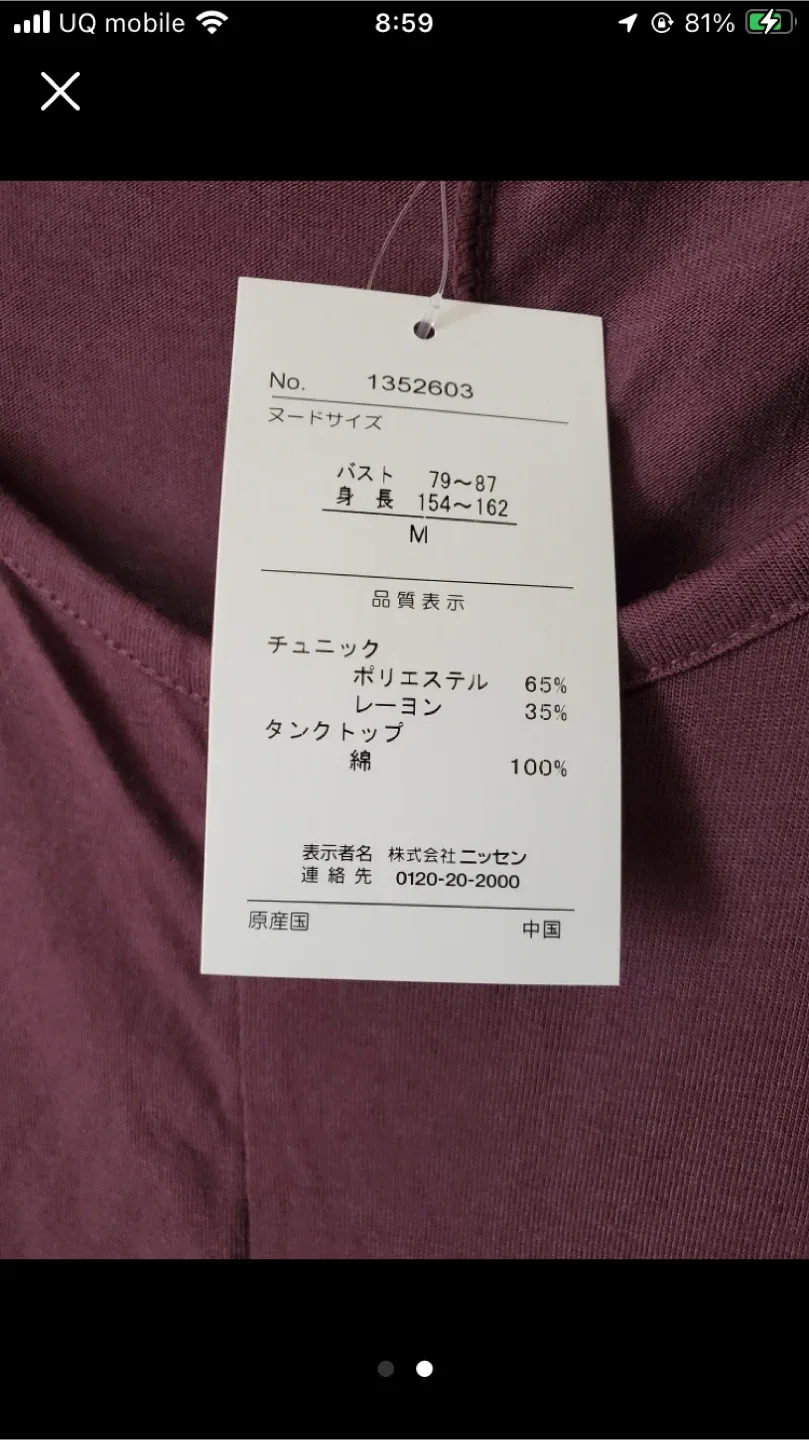 UQ mobile
8:59
81%
No. 1352603
ヌードサイズ
バスト 79～87
身長 154～162
M
品質表示
チュニック
ポリエステル 65%
レーヨン 35%
タンクトップ
綿 100%
表示者名 株式会社ニッセン
連絡先 0120-20-2000
原産国 中国